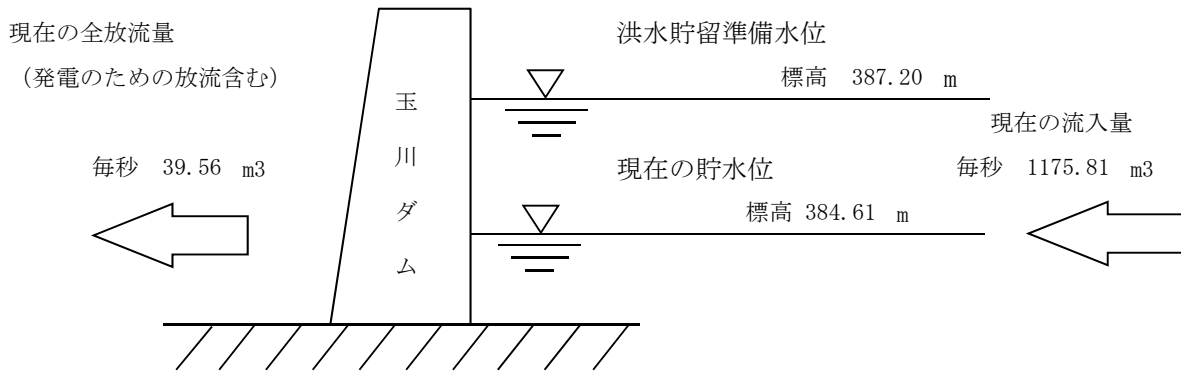 現在の全放流量
（発電のための放流含む）
毎秒 39.56 m3
玉川ダム
洪水貯留準備水位
標高 387.20 m
現在の貯水位
標高 384.61 m
現在の流入量
毎秒 1175.81 m3